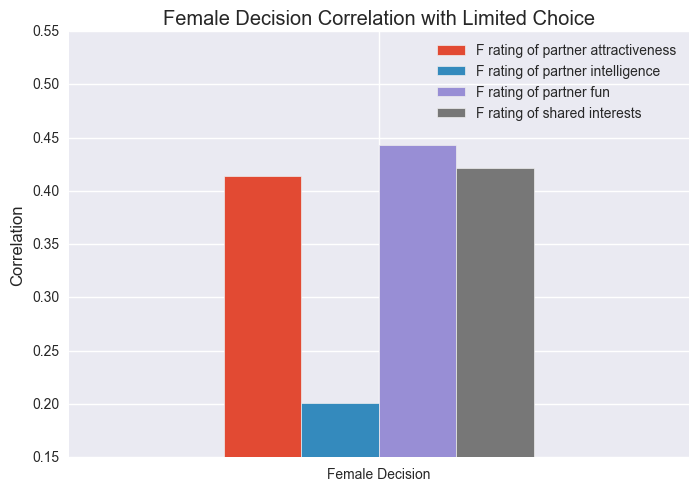 Female Decision Correlation with Limited Choice
0.55
0.50
0.45
0.40
0.35
0.30
0.25
0.20
0.15
Correlation
F rating of partner attractiveness
F rating of partner intelligence
F rating of partner fun
F rating of shared interests
Female Decision